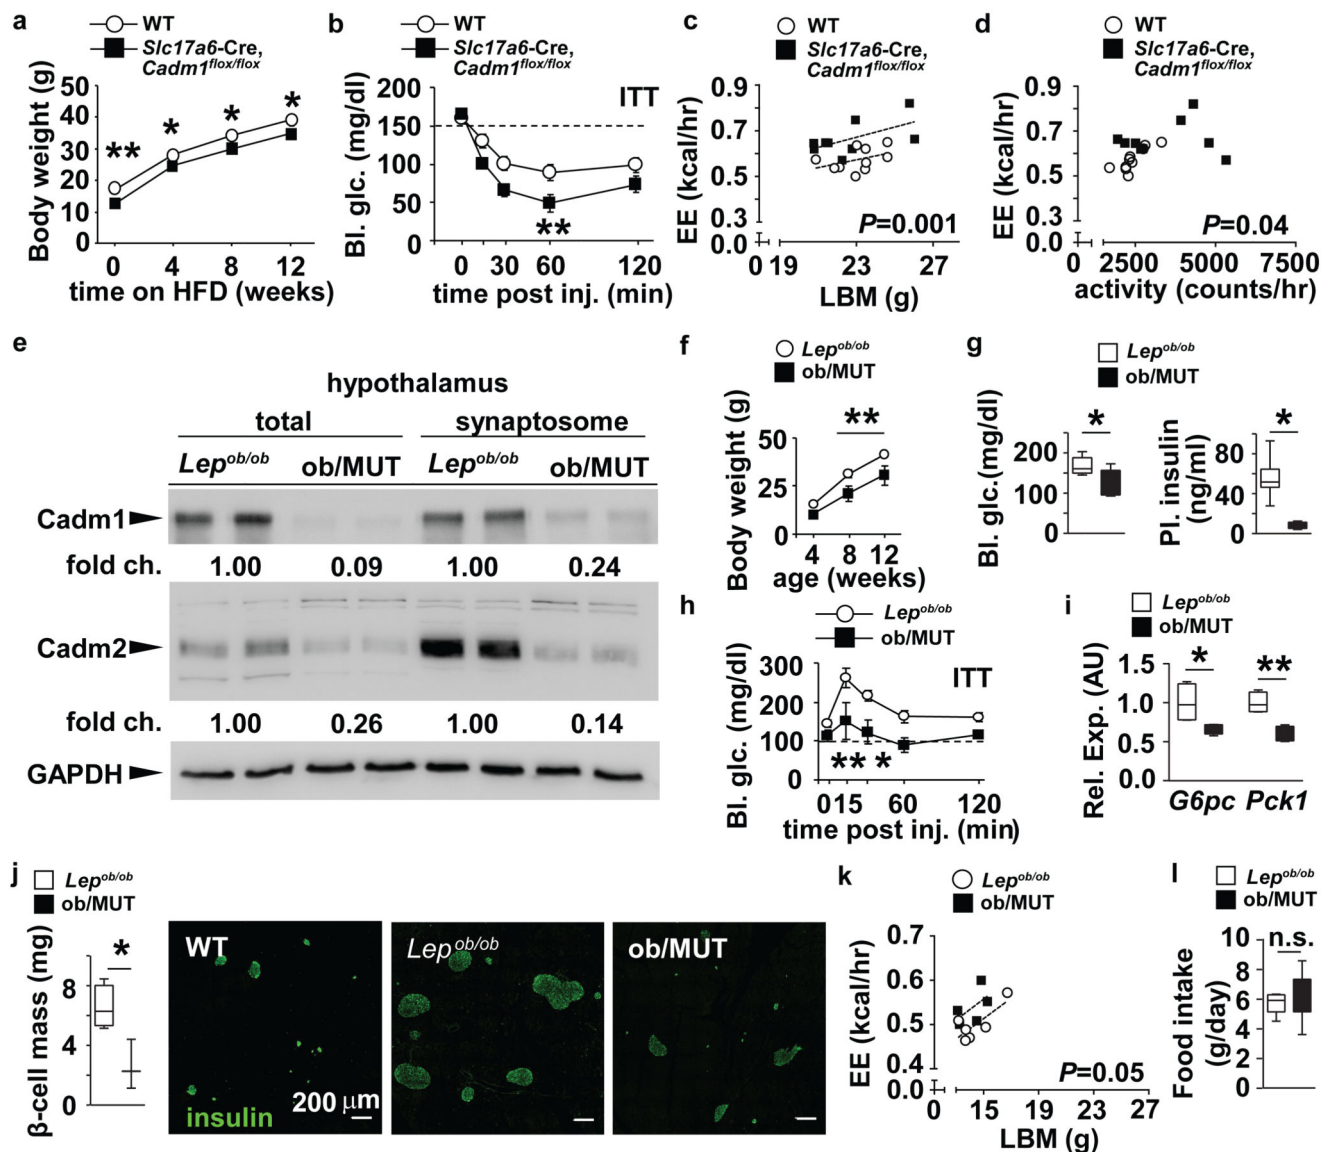 a
WT
Slc17a6-Cre,
Cadm1flox/flox
Body weight (g)
50
40
30
20
10
0
**
*
*
*
0 4 8 12
time on HFD (weeks)
b
WT
Slc17a6-Cre,
Cadm1flox/flox
Bl. glc. (mg/dl)
200
150
100
50
0
ITT
**
0 30 60 120
time post inj. (min)
c
WT
Slc17a6-Cre,
Cadm1flox/flox
EE (kcal/hr)
0.9
0.7
0.5
0.3
0.0
P=0.001
0 19 23 27
LBM (g)
d
WT
Slc17a6-Cre,
Cadm1flox/flox
EE (kcal/hr)
0.9
0.7
0.5
0.3
0.0
P=0.04
0 2500 5000 7500
activity (counts/hr)
e
hypothalamus
total synaptosome
Lepob/ob ob/MUT Lepob/ob ob/MUT
Cadm1
fold ch. 1.00 0.09 1.00 0.24
Cadm2
fold ch. 1.00 0.26 1.00 0.14
GAPDH
f
Lepob/ob
ob/MUT
Body weight (g)
50
25
0
**
4 8 12
age (weeks)
g
Lepob/ob
ob/MUT
Bl. glc.(mg/dl)
200
100
0
*
Pl. insulin
(ng/ml)
80
40
0
*
h
Lepob/ob
ob/MUT
Bl. glc. (mg/dl)
300
200
100
0
ITT
** *
0 15 60 120
time post inj. (min)
i
Lepob/ob
ob/MUT
Rel. Exp. (AU)
1.5
1.0
0.5
0.0
* **
G6pc Pck1
j
Lepob/ob
ob/MUT
β-cell mass (mg)
8
4
0
*
WT
insulin
200 μm
Lepob/ob
ob/MUT
k
Lepob/ob
ob/MUT
EE (kcal/hr)
0.7
0.6
0.5
0.4
0.0
P=0.05
0 15 19 23 27
LBM (g)
l
Lepob/ob
ob/MUT
Food intake
(g/day)
10
8
6
4
2
0
n.s.